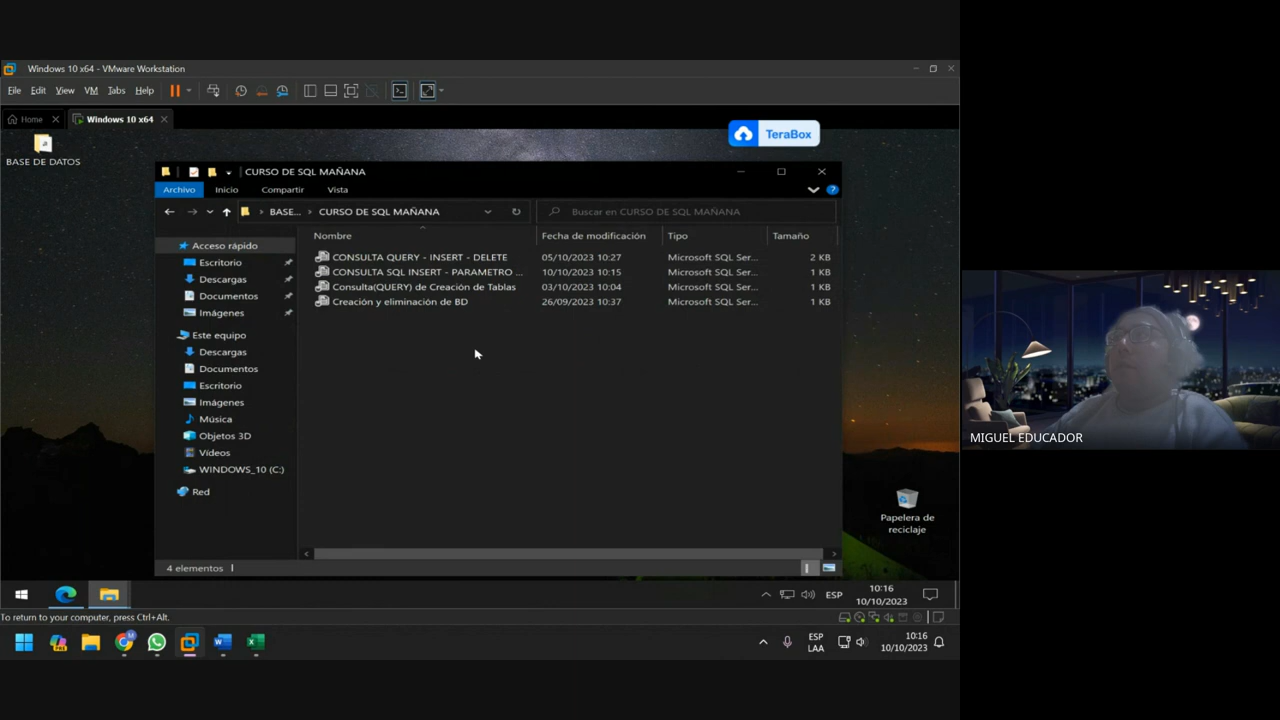 Windows 10 x64 - VMware Workstation
File Edit View VM Tabs Help
Home Windows 10 x64
BASE DE DATOS
TeraBox
CURSO DE SQL MAÑANA
Archivo Inicio Compartir Vista
BASE... > CURSO DE SQL MAÑANA Buscar en CURSO DE SQL MAÑANA
Nombre Fecha de modificación Tipo Tamaño
Acceso rápido
Escritorio
Descargas
Documentos
Imágenes
Este equipo
Descargas
Documentos
Escritorio
Imágenes
Música
Objetos 3D
Vídeos
WINDOWS_10 (C:)
Red
CONSULTA QUERY - INSERT - DELETE 05/10/2023 10:27 Microsoft SQL Ser... 2 KB
CONSULTA SQL INSERT - PARAMETRO ... 10/10/2023 10:15 Microsoft SQL Ser... 1 KB
Consulta(QUERY) de Creación de Tablas 03/10/2023 10:04 Microsoft SQL Ser... 1 KB
Creación y eliminación de BD 26/09/2023 10:37 Microsoft SQL Ser... 1 KB
4 elementos
Papelera de
reciclaje
ESP
10:16
10/10/2023
To return to your computer, press Ctrl+Alt.
ESP
LAA
10:16
10/10/2023
MIGUEL EDUCADOR